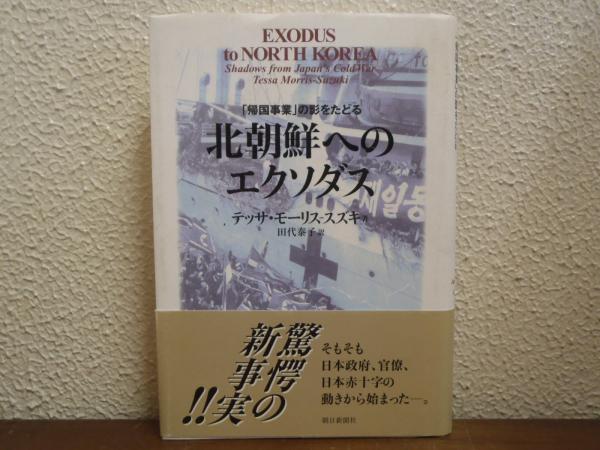 EXODUS
to NORTH KOREA
Shadows from Japan's Cold War
Tessa Morris-Suzuki
「帰国事業」の影をたどる
北朝鮮への
エクソダス
재일동
テッサ・モーリス-スズキ 著
田代泰子 訳
驚愕の
新事実
!!
そもそも
日本政府、官僚、
日本赤十字の
動きから始まった―。
朝日新聞社